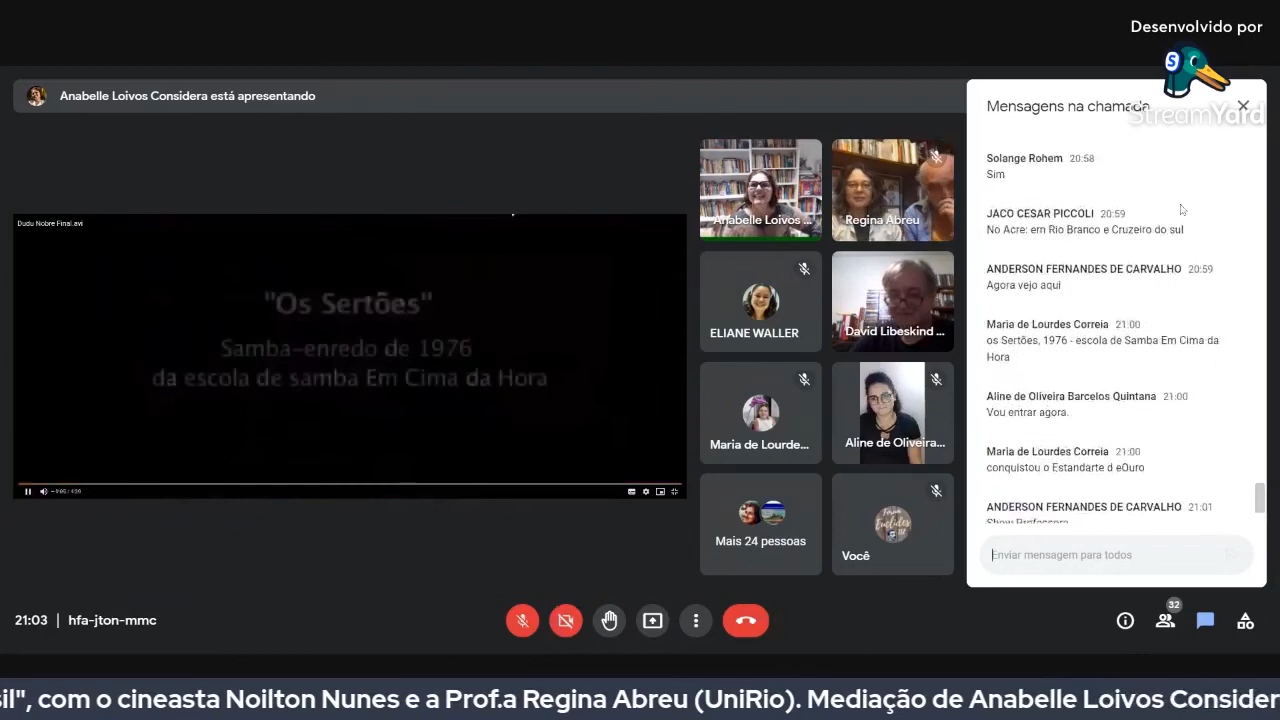 Desenvolvido por
StreamYard
Anabelle Loivos Considera está apresentando
Dudu Nobre Final.avi
"Os Sertões"
Samba-enredo de 1976
da escola de samba Em Cima da Hora
Anabelle Loivos ...
Regina Abreu
ELIANE WALLER
David Libeskind ...
Maria de Lourde...
Aline de Oliveira...
Mais 24 pessoas
Você
Mensagens na chamada
Solange Rohem 20:58
Sim
JACO CESAR PICCOLI 20:59
No Acre: em Rio Branco e Cruzeiro do sul
ANDERSON FERNANDES DE CARVALHO 20:59
Agora vejo aqui
Maria de Lourdes Correia 21:00
os Sertões, 1976 - escola de Samba Em Cima da
Hora
Aline de Oliveira Barcelos Quintana 21:00
Vou entrar agora.
Maria de Lourdes Correia 21:00
conquistou o Estandarte d eOuro
ANDERSON FERNANDES DE CARVALHO 21:01
Show Professora
Enviar mensagem para todos
21:03 | hfa-jton-mmc
32
sil", com o cineasta Noilton Nunes e a Prof.a Regina Abreu (UniRio). Mediação de Anabelle Loivos Consider